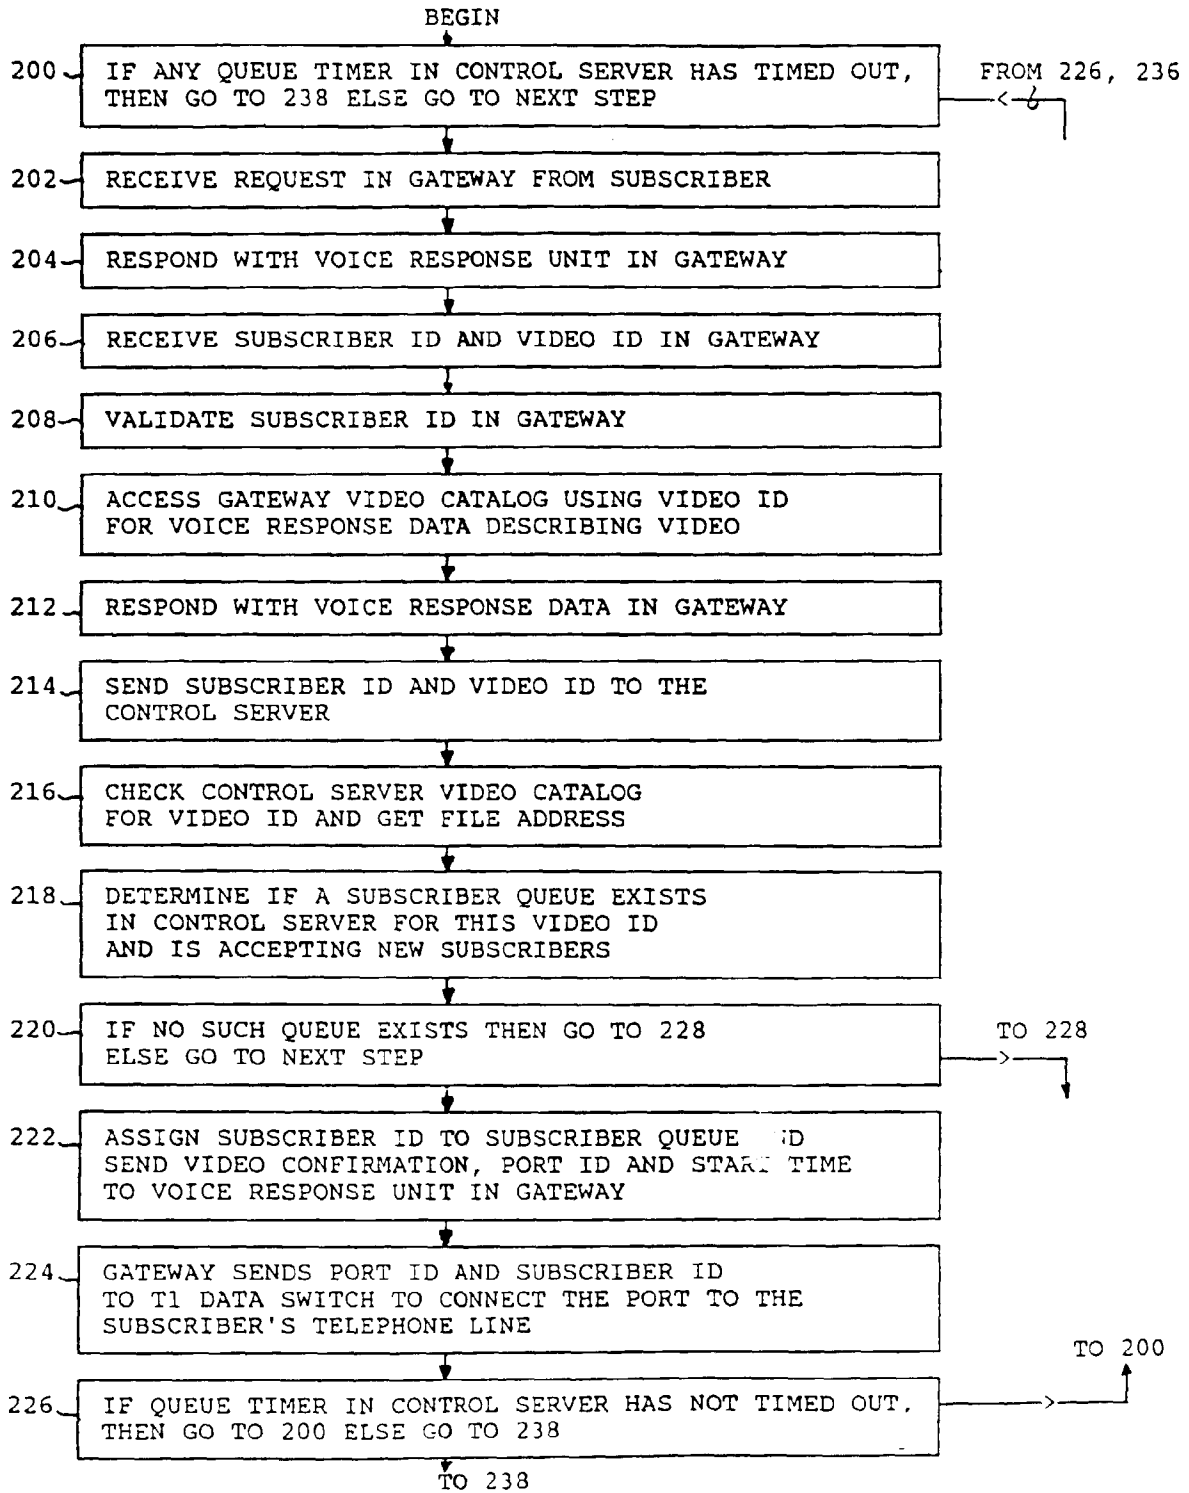 BEGIN
200 IF ANY QUEUE TIMER IN CONTROL SERVER HAS TIMED OUT,
THEN GO TO 238 ELSE GO TO NEXT STEP
FROM 226, 236
202 RECEIVE REQUEST IN GATEWAY FROM SUBSCRIBER
204 RESPOND WITH VOICE RESPONSE UNIT IN GATEWAY
206 RECEIVE SUBSCRIBER ID AND VIDEO ID IN GATEWAY
208 VALIDATE SUBSCRIBER ID IN GATEWAY
210 ACCESS GATEWAY VIDEO CATALOG USING VIDEO ID
FOR VOICE RESPONSE DATA DESCRIBING VIDEO
212 RESPOND WITH VOICE RESPONSE DATA IN GATEWAY
214 SEND SUBSCRIBER ID AND VIDEO ID TO THE
CONTROL SERVER
216 CHECK CONTROL SERVER VIDEO CATALOG
FOR VIDEO ID AND GET FILE ADDRESS
218 DETERMINE IF A SUBSCRIBER QUEUE EXISTS
IN CONTROL SERVER FOR THIS VIDEO ID
AND IS ACCEPTING NEW SUBSCRIBERS
220 IF NO SUCH QUEUE EXISTS THEN GO TO 228
ELSE GO TO NEXT STEP
TO 228
222 ASSIGN SUBSCRIBER ID TO SUBSCRIBER QUEUE
SEND VIDEO CONFIRMATION, PORT ID AND START TIME
TO VOICE RESPONSE UNIT IN GATEWAY
224 GATEWAY SENDS PORT ID AND SUBSCRIBER ID
TO T1 DATA SWITCH TO CONNECT THE PORT TO THE
SUBSCRIBER'S TELEPHONE LINE
TO 200
226 IF QUEUE TIMER IN CONTROL SERVER HAS NOT TIMED OUT,
THEN GO TO 200 ELSE GO TO 238
TO 238